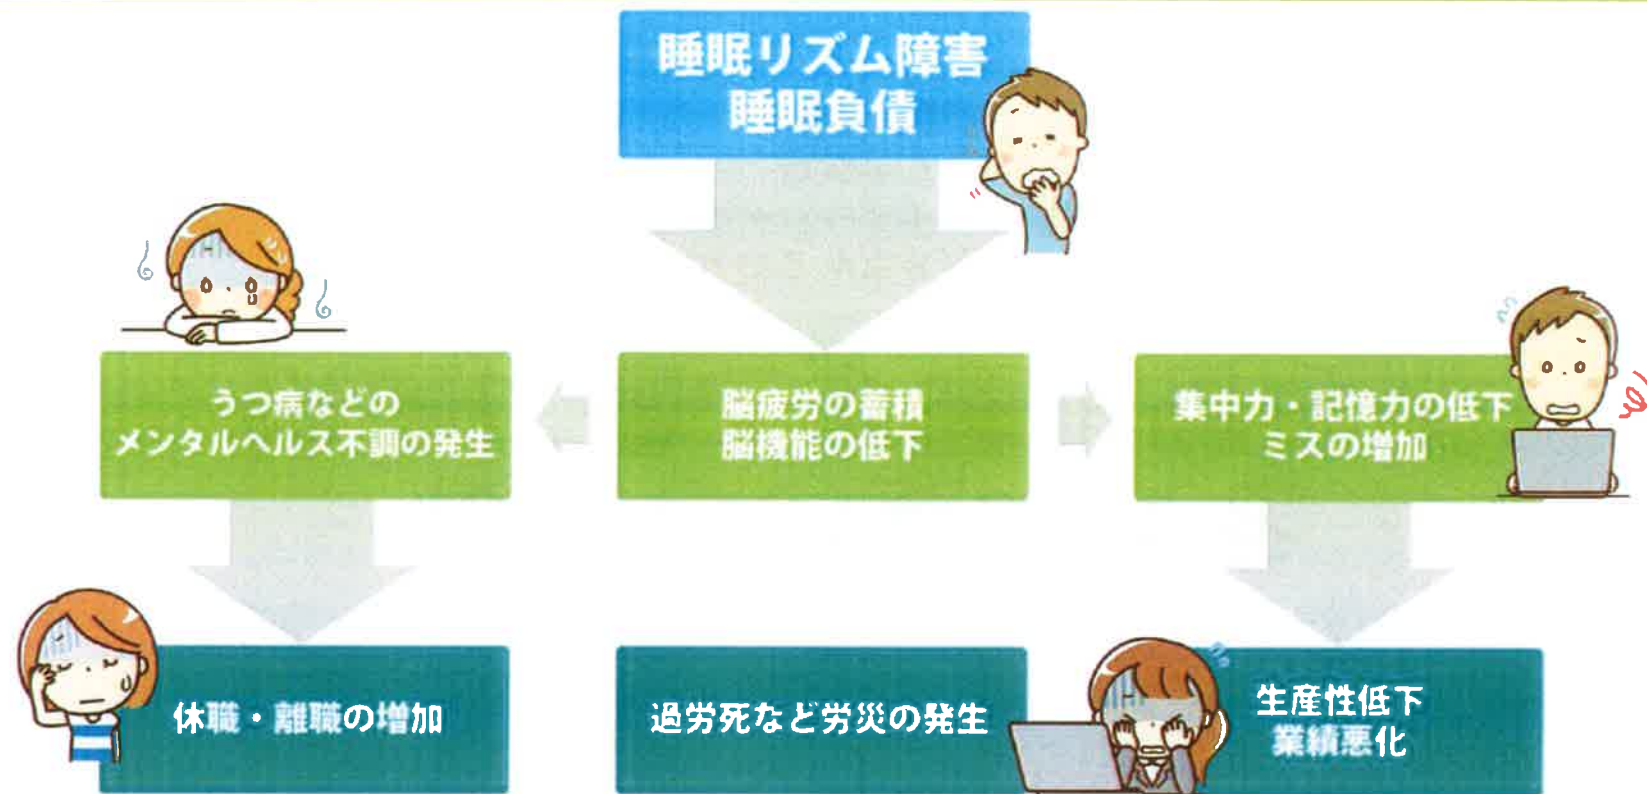 睡眠リズム障害
睡眠負債
うつ病などの
メンタルヘルス不調の発生
脳疲労の蓄積
脳機能の低下
集中力・記憶力の低下
ミスの増加
休職・離職の増加
過労死など労災の発生
生産性低下
業績悪化